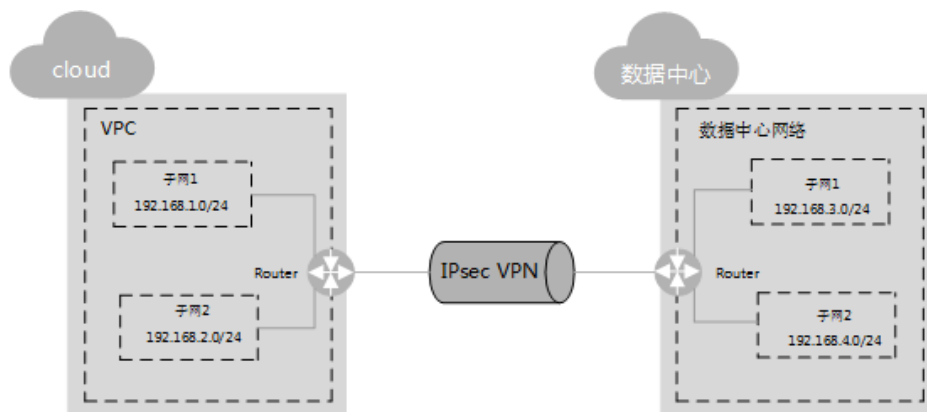 cloud
数据中心
VPC
子网1
192.168.1.0/24
Router
子网2
192.168.2.0/24
IPsec VPN
数据中心网络
子网1
192.168.3.0/24
Router
子网2
192.168.4.0/24